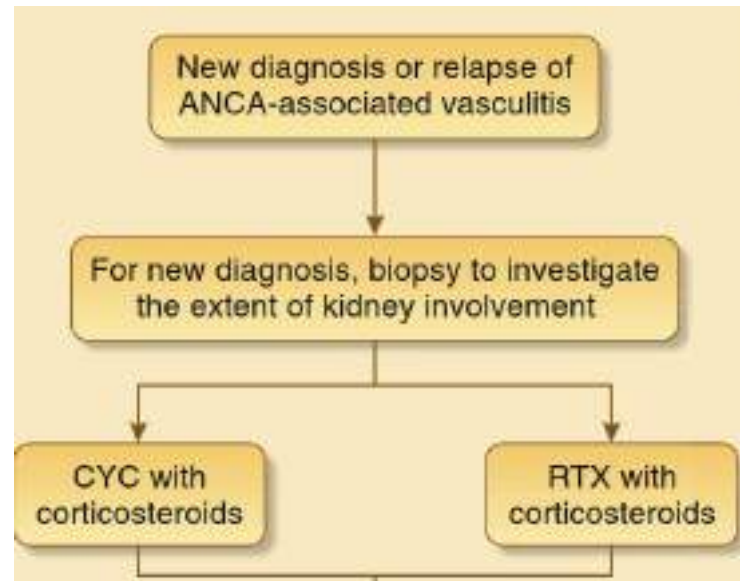 New diagnosis or relapse of
ANCA-associated vasculitis
For new diagnosis, biopsy to investigate
the extent of kidney involvement
CYC with
corticosteroids
RTX with
corticosteroids